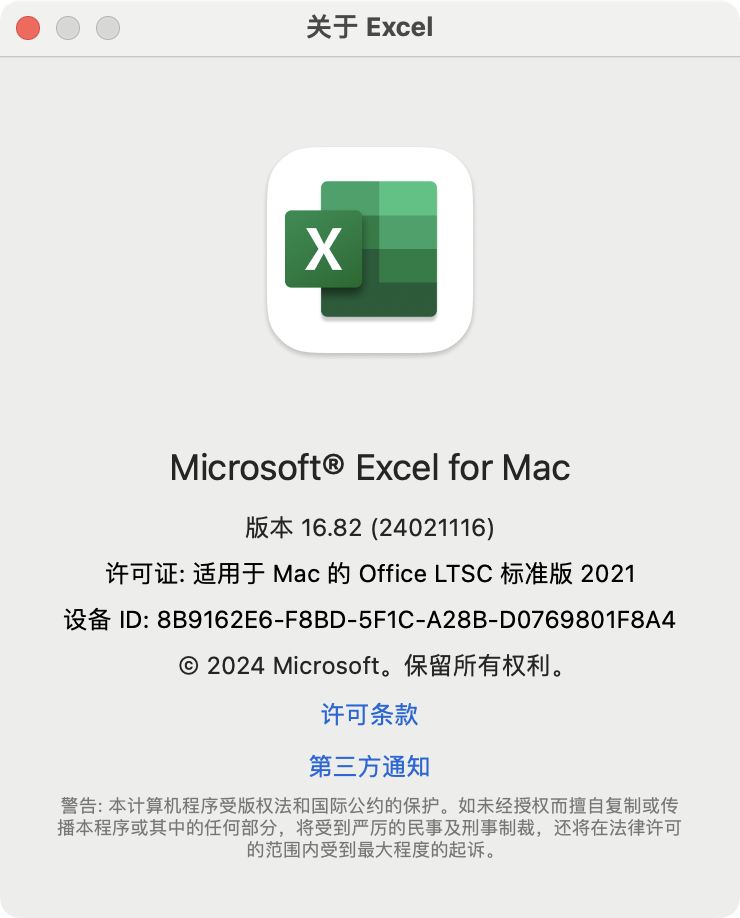 关于 Excel
X
Microsoft® Excel for Mac
版本 16.82 (24021116)
许可证: 适用于 Mac 的 Office LTSC 标准版 2021
设备 ID: 8B9162E6-F8BD-5F1C-A28B-D0769801F8A4
© 2024 Microsoft。保留所有权利。
许可条款
第三方通知
警告: 本计算机程序受版权法和国际公约的保护。如未经授权而擅自复制或传
播本程序或其中的任何部分，将受到严厉的民事及刑事制裁，还将在法律许可
的范围内受到最大程度的起诉。